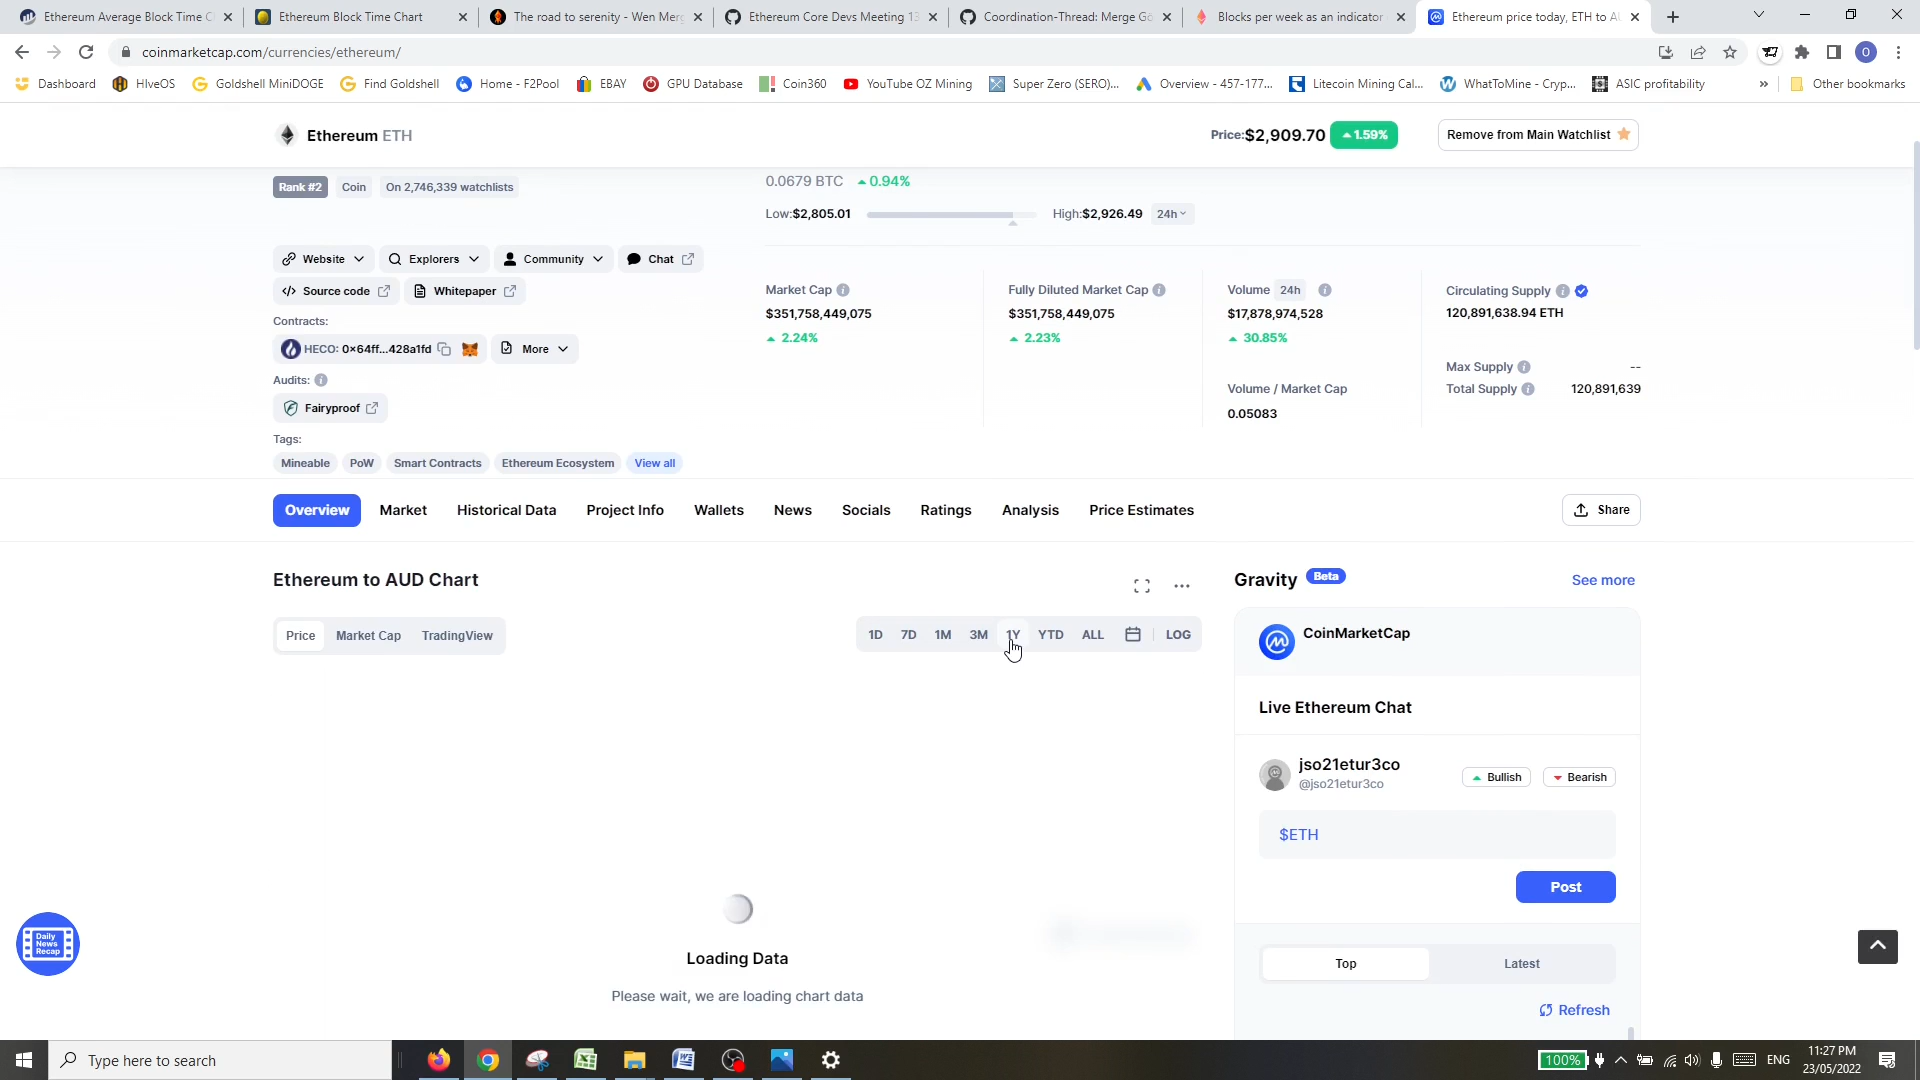 Ethereum Average Block Time C
Ethereum Block Time Chart
The road to serenity - Wen Merg
Ethereum Core Devs Meeting 13
Coordination-Thread: Merge Go
Blocks per week as an indicator
Ethereum price today, ETH to AU
coinmarketcap.com/currencies/ethereum/
O
Dashboard
HIveOS
Goldshell MiniDOGE
Find Goldshell
Home - F2Pool
EBAY
GPU Database
Coin360
YouTube OZ Mining
Super Zero (SERO)...
Overview - 457-177...
Litecoin Mining Cal...
WhatToMine - Cryp...
ASIC profitability
»
Other bookmarks
Ethereum ETH
Price:$2,909.70
1.59%
Remove from Main Watchlist
Rank #2
Coin
On 2,746,339 watchlists
0.0679 BTC
0.94%
Low:$2,805.01
High:$2,926.49
24h
Website
Explorers
Community
Chat
Source code
Whitepaper
Contracts:
HECO: 0x64ff...428a1fd
More
Audits:
Fairyproof
Tags:
Mineable
PoW
Smart Contracts
Ethereum Ecosystem
View all
Market Cap
$351,758,449,075
2.24%
Fully Diluted Market Cap
$351,758,449,075
2.23%
Volume 24h
$17,878,974,528
30.85%
Volume / Market Cap
0.05083
Circulating Supply
120,891,638.94 ETH
Max Supply --
Total Supply 120,891,639
Overview
Market
Historical Data
Project Info
Wallets
News
Socials
Ratings
Analysis
Price Estimates
Share
Ethereum to AUD Chart
Price
Market Cap
TradingView
1D
7D
1M
3M
1Y
YTD
ALL
LOG
Loading Data
Please wait, we are loading chart data
Gravity Beta
See more
CoinMarketCap
Live Ethereum Chat
jso21etur3co
@jso21etur3co
Bullish
Bearish
$ETH
Post
Top
Latest
Refresh
Daily
News
Recap
Type here to search
100%
ENG
11:27 PM
23/05/2022